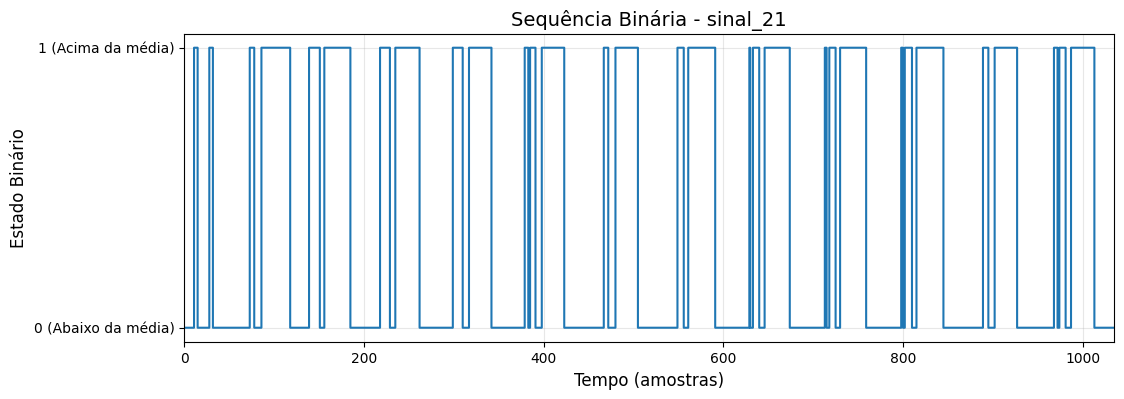 Sequência Binária - sinal_21
Estado Binário
1 (Acima da média)
0 (Abaixo da média)
0 200 400 600 800 1000
Tempo (amostras)